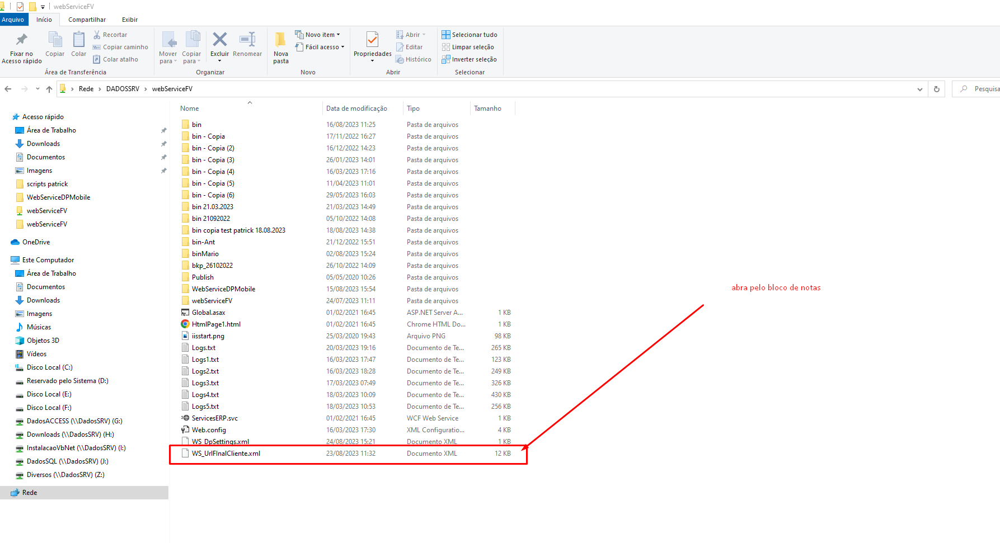 webServiceFV
Arquivo Início Compartilhar Exibir
Fixar no
Acesso rápido
Copiar
Colar
Recortar
Copiar caminho
Colar atalho
Área de Transferência
Mover
para
Copiar
para
Excluir
Renomear
Organizar
Nova
pasta
Novo item
Fácil acesso
Novo
Propriedades
Abrir
Editar
Histórico
Abrir
Selecionar tudo
Limpar seleção
Inverter seleção
Selecionar
Rede DADOSSRV webServiceFV
Pesquisa
Acesso rápido
Área de Trabalho
Downloads
Documentos
Imagens
scripts patrick
WebServiceDPMobile
webServiceFV
webServiceFV
OneDrive
Este Computador
Área de Trabalho
Documentos
Downloads
Imagens
Músicas
Objetos 3D
Vídeos
Disco Local (C:)
Reservado pelo Sistema (D:)
Disco Local (E:)
Disco Local (F:)
DadosACCESS (\\DadosSRV) (G:)
Downloads (\\DadosSRV) (H:)
InstalacaoVbNet (\\DadosSRV) (I:)
DadosSQL (\\DadosSRV) (J:)
Diversos (\\DadosSRV) (Z:)
Rede
Nome Data de modificação Tipo Tamanho
bin 16/08/2023 11:25 Pasta de arquivos
bin - Copia 17/11/2022 16:27 Pasta de arquivos
bin - Copia (2) 16/12/2022 14:23 Pasta de arquivos
bin - Copia (3) 26/01/2023 14:01 Pasta de arquivos
bin - Copia (4) 16/03/2023 17:16 Pasta de arquivos
bin - Copia (5) 11/04/2023 11:01 Pasta de arquivos
bin - Copia (6) 29/05/2023 16:03 Pasta de arquivos
bin 21.03.2023 21/03/2023 14:49 Pasta de arquivos
bin 21092022 05/10/2022 14:08 Pasta de arquivos
bin copia test patrick 18.08.2023 18/08/2023 14:38 Pasta de arquivos
bin-Ant 21/12/2022 15:51 Pasta de arquivos
binMario 02/08/2023 15:24 Pasta de arquivos
bkp_26102022 26/10/2022 14:09 Pasta de arquivos
Publish 05/05/2020 10:26 Pasta de arquivos
WebServiceDPMobile 15/08/2023 15:54 Pasta de arquivos
webServiceFV 24/07/2023 11:11 Pasta de arquivos
Global.asax 01/02/2021 16:45 ASP.NET Server A... 1 KB
HtmlPage1.html 01/02/2021 16:45 Chrome HTML Do... 1 KB
iisstart.png 25/03/2020 19:43 Arquivo PNG 98 KB
Logs.txt 20/03/2023 19:16 Documento de Te... 265 KB
Logs1.txt 16/03/2023 17:47 Documento de Te... 123 KB
Logs2.txt 16/03/2023 18:28 Documento de Te... 249 KB
Logs3.txt 17/03/2023 07:49 Documento de Te... 326 KB
Logs4.txt 18/03/2023 10:09 Documento de Te... 430 KB
Logs5.txt 18/03/2023 10:53 Documento de Te... 256 KB
ServicesERP.svc 01/02/2021 16:45 WCF Web Service 1 KB
Web.config 16/03/2023 17:30 XML Configuratio... 4 KB
WS_DpSettings.xml 24/08/2023 15:21 Documento XML 1 KB
WS_UrlFInalCliente.xml 23/08/2023 11:32 Documento XML 12 KB
abra pelo bloco de notas